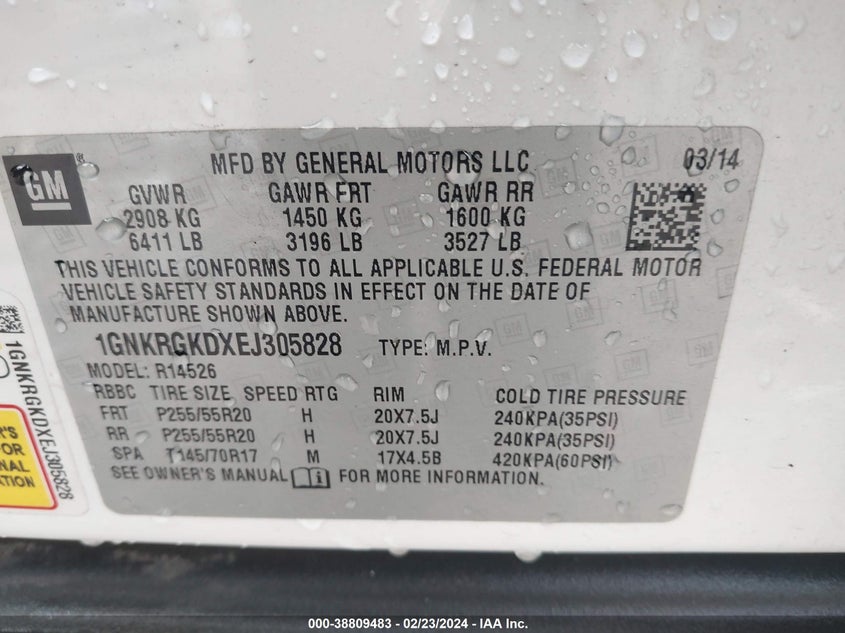 GM
MFD BY GENERAL MOTORS LLC 03/14
GVWR GAWR FRT GAWR RR
2908 KG 1450 KG 1600 KG
6411 LB 3196 LB 3527 LB
THIS VEHICLE CONFORMS TO ALL APPLICABLE U.S. FEDERAL MOTOR
VEHICLE SAFETY STANDARDS IN EFFECT ON THE DATE OF
MANUFACTURE SHOWN ABOVE.
1GNKRGKDXEJ305828 TYPE: M.P.V.
MODEL: R14526
RBBC TIRE SIZE SPEED RTG RIM COLD TIRE PRESSURE
FRT P255/55R20 H 20X7.5J 240KPA(35PSI)
RR P255/55R20 H 20X7.5J 240KPA(35PSI)
SPA T145/70R17 M 17X4.5B 420KPA(60PSI)
SEE OWNER'S MANUAL FOR MORE INFORMATION.
1GNKRGKDXEJ305828
R'S
FOR
NAL
ATION
000-38809483 - 02/23/2024 - IAA Inc.